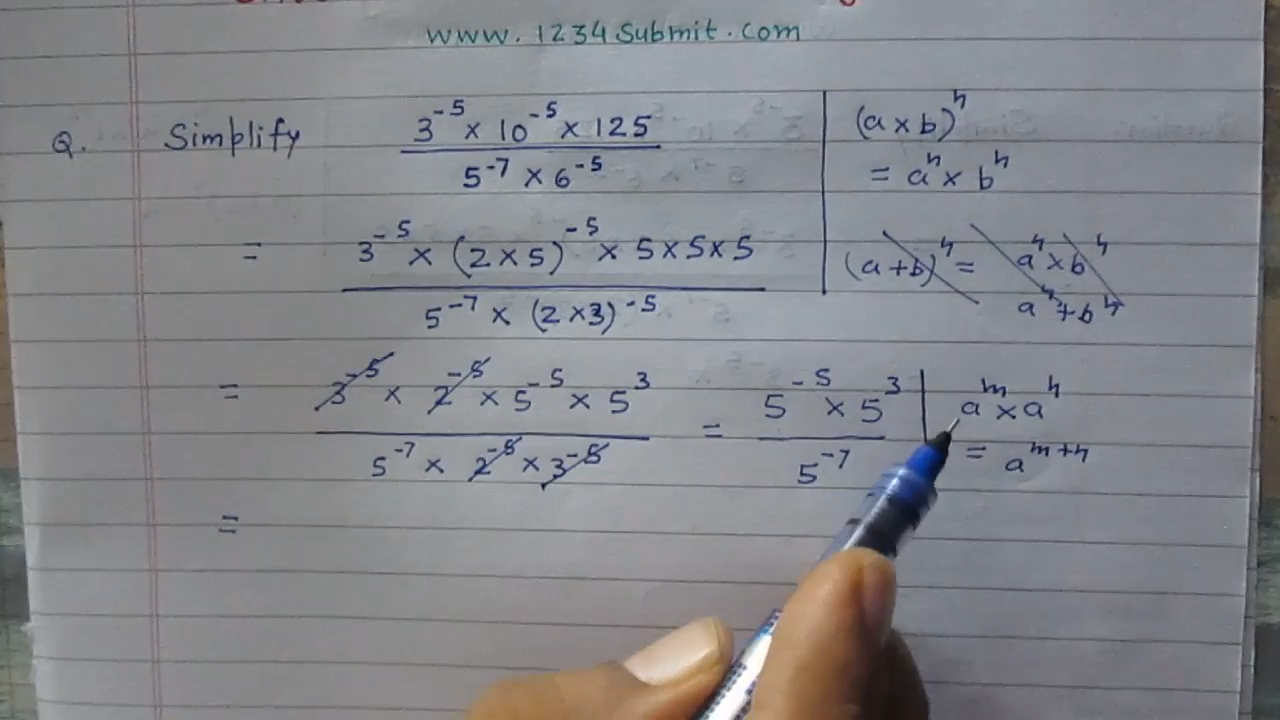 www.1234Submit.com
Q. Simplify 3^-5 × 10^-5 × 125 / 5^-7 × 6^-5
(a × b)^n
= a^n × b^n
= 3^-5 × (2 × 5)^-5 × 5 × 5 × 5 / 5^-7 × (2 × 3)^-5
(a + b)^n = a^n × b^n
a^n + b^n
= 3^-5 × 2^-5 × 5^-5 × 5^3 / 5^-7 × 2^-5 × 3^-5 = 5^-5 × 5^3 / 5^-7
a^m × a^n
= a^m+n
=